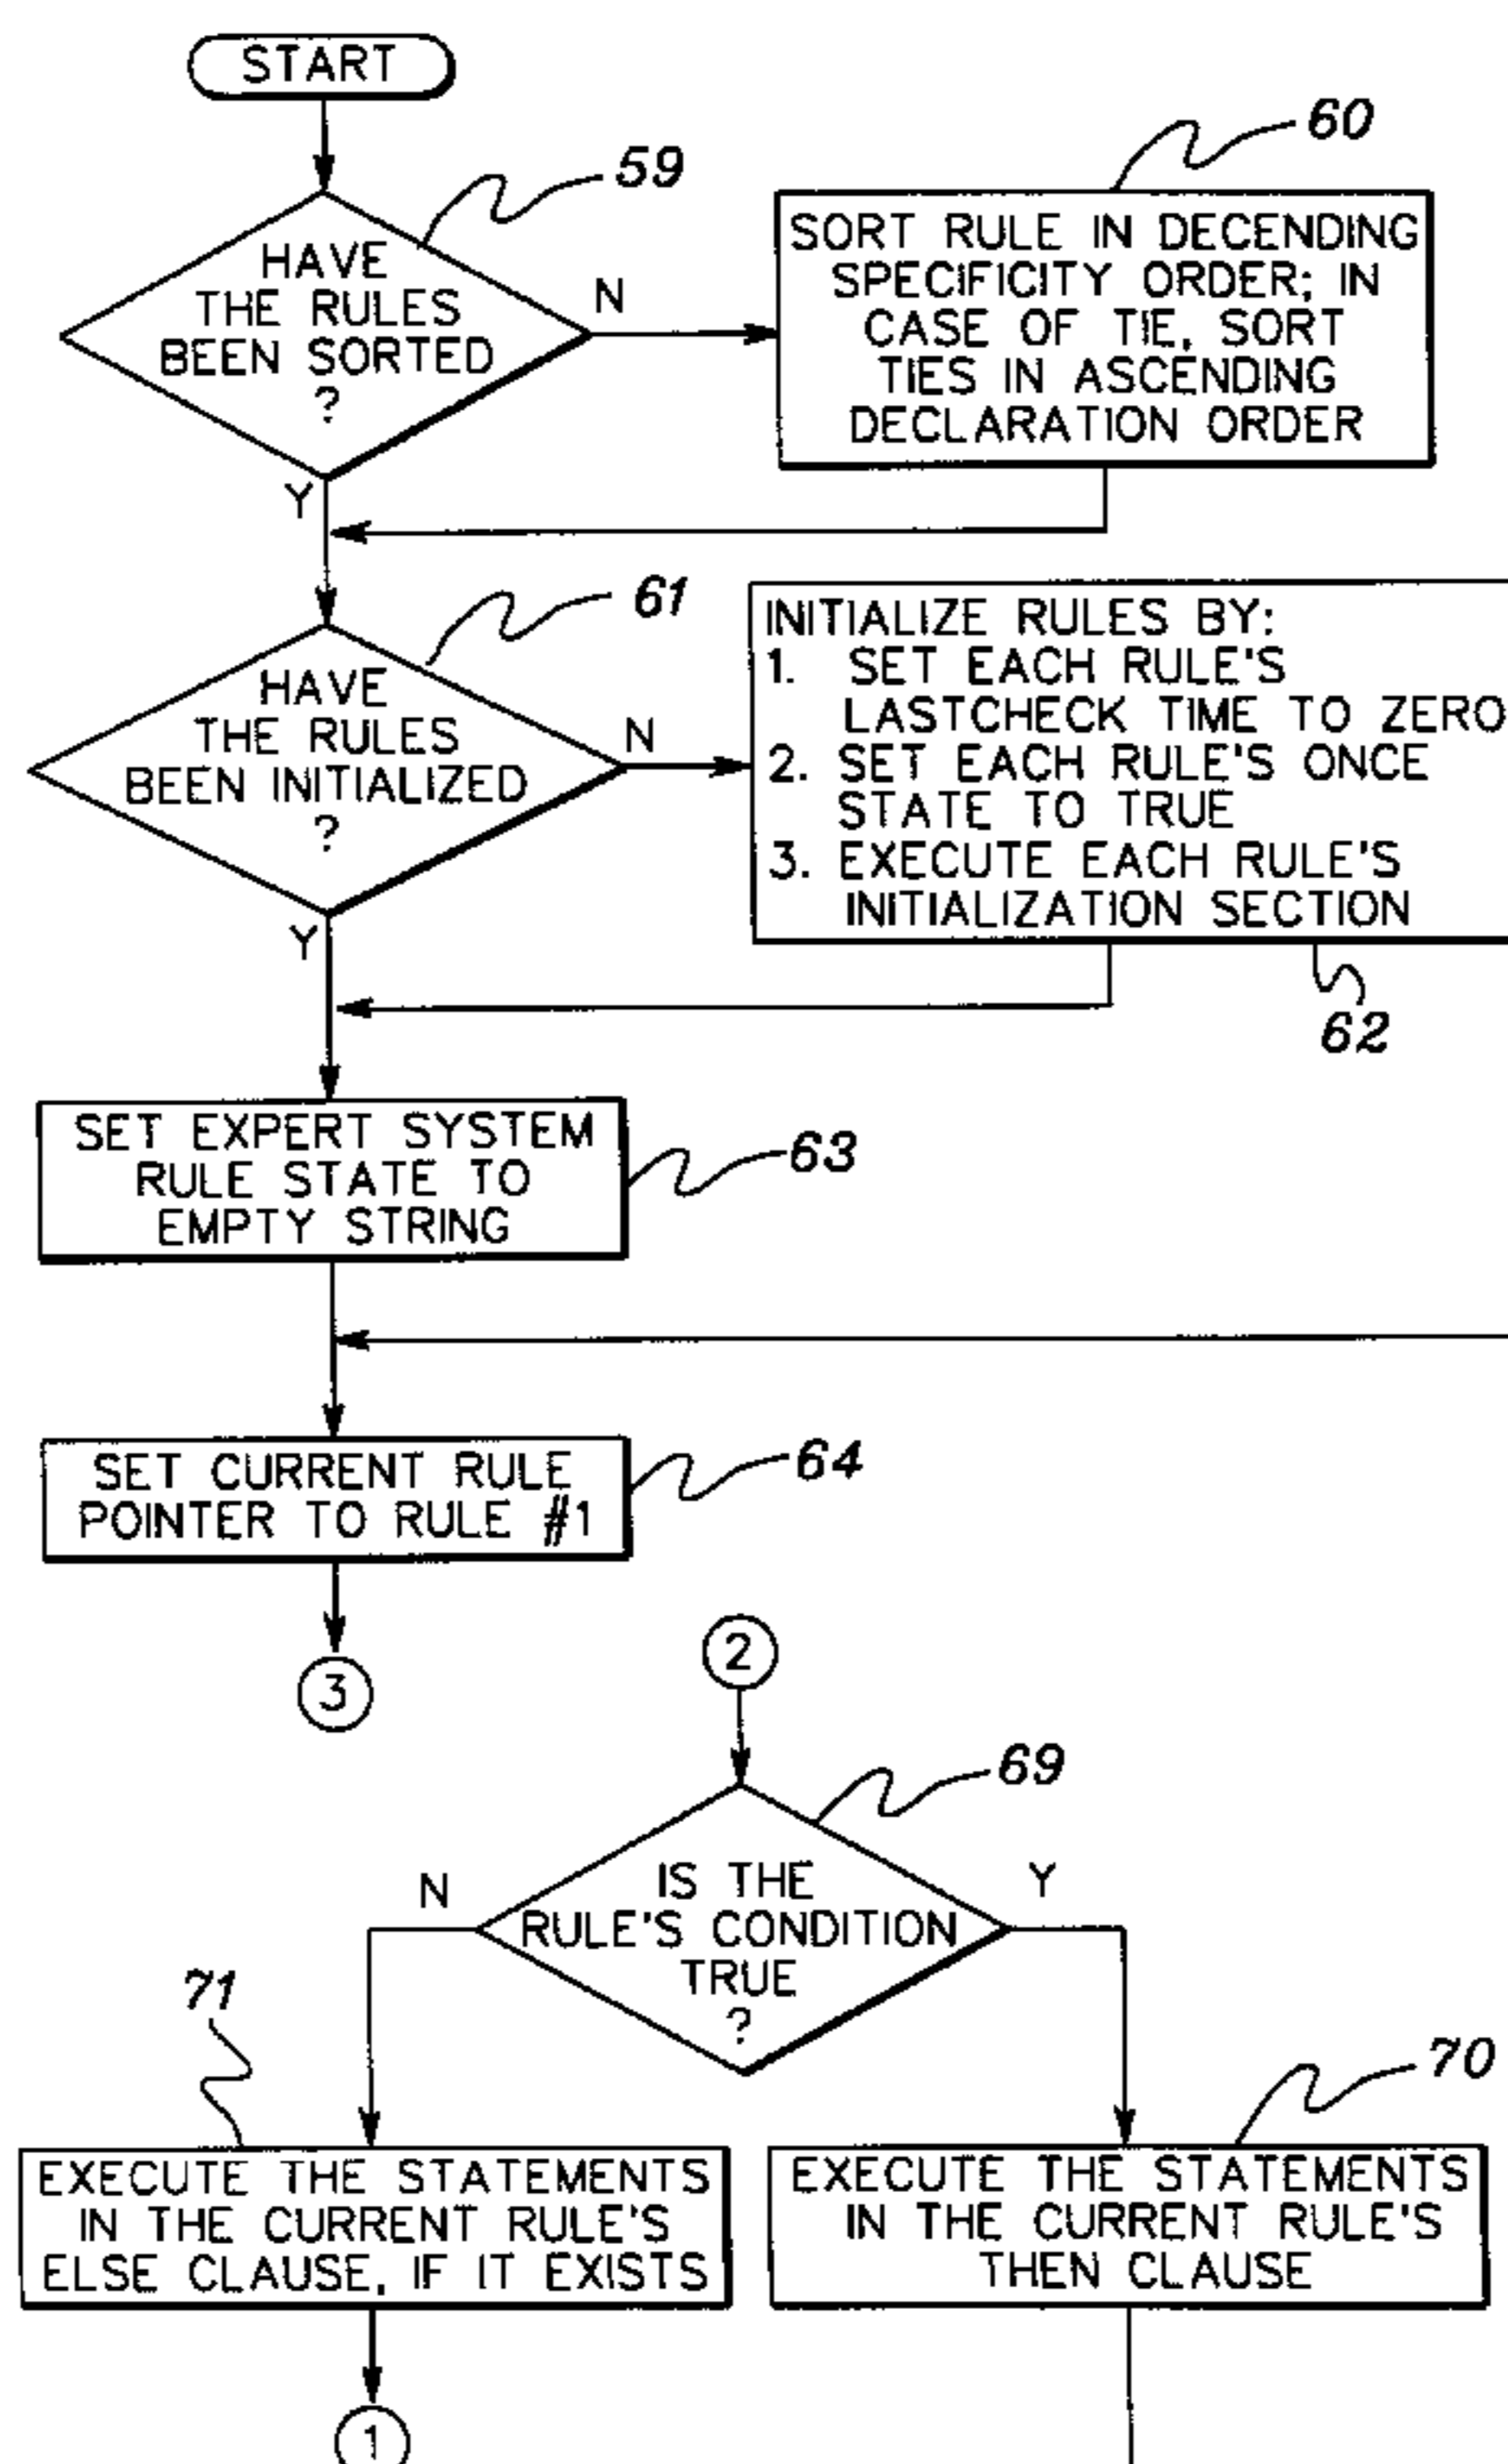 START
59
HAVE
THE RULES
BEEN SORTED
?
N
Y
60
SORT RULE IN DECENDING
SPECIFICITY ORDER; IN
CASE OF TIE, SORT
TIES IN ASCENDING
DECLARATION ORDER
61
HAVE
THE RULES
BEEN INITIALIZED
?
N
Y
INITIALIZE RULES BY:
1. SET EACH RULE'S
LASTCHECK TIME TO ZERO
2. SET EACH RULE'S ONCE
STATE TO TRUE
3. EXECUTE EACH RULE'S
INITIALIZATION SECTION
62
SET EXPERT SYSTEM
RULE STATE TO
EMPTY STRING
63
SET CURRENT RULE
POINTER TO RULE #1
64
3
2
69
IS THE
RULE'S CONDITION
TRUE
?
N
Y
71
EXECUTE THE STATEMENTS
IN THE CURRENT RULE'S
ELSE CLAUSE, IF IT EXISTS
70
EXECUTE THE STATEMENTS
IN THE CURRENT RULE'S
THEN CLAUSE
1